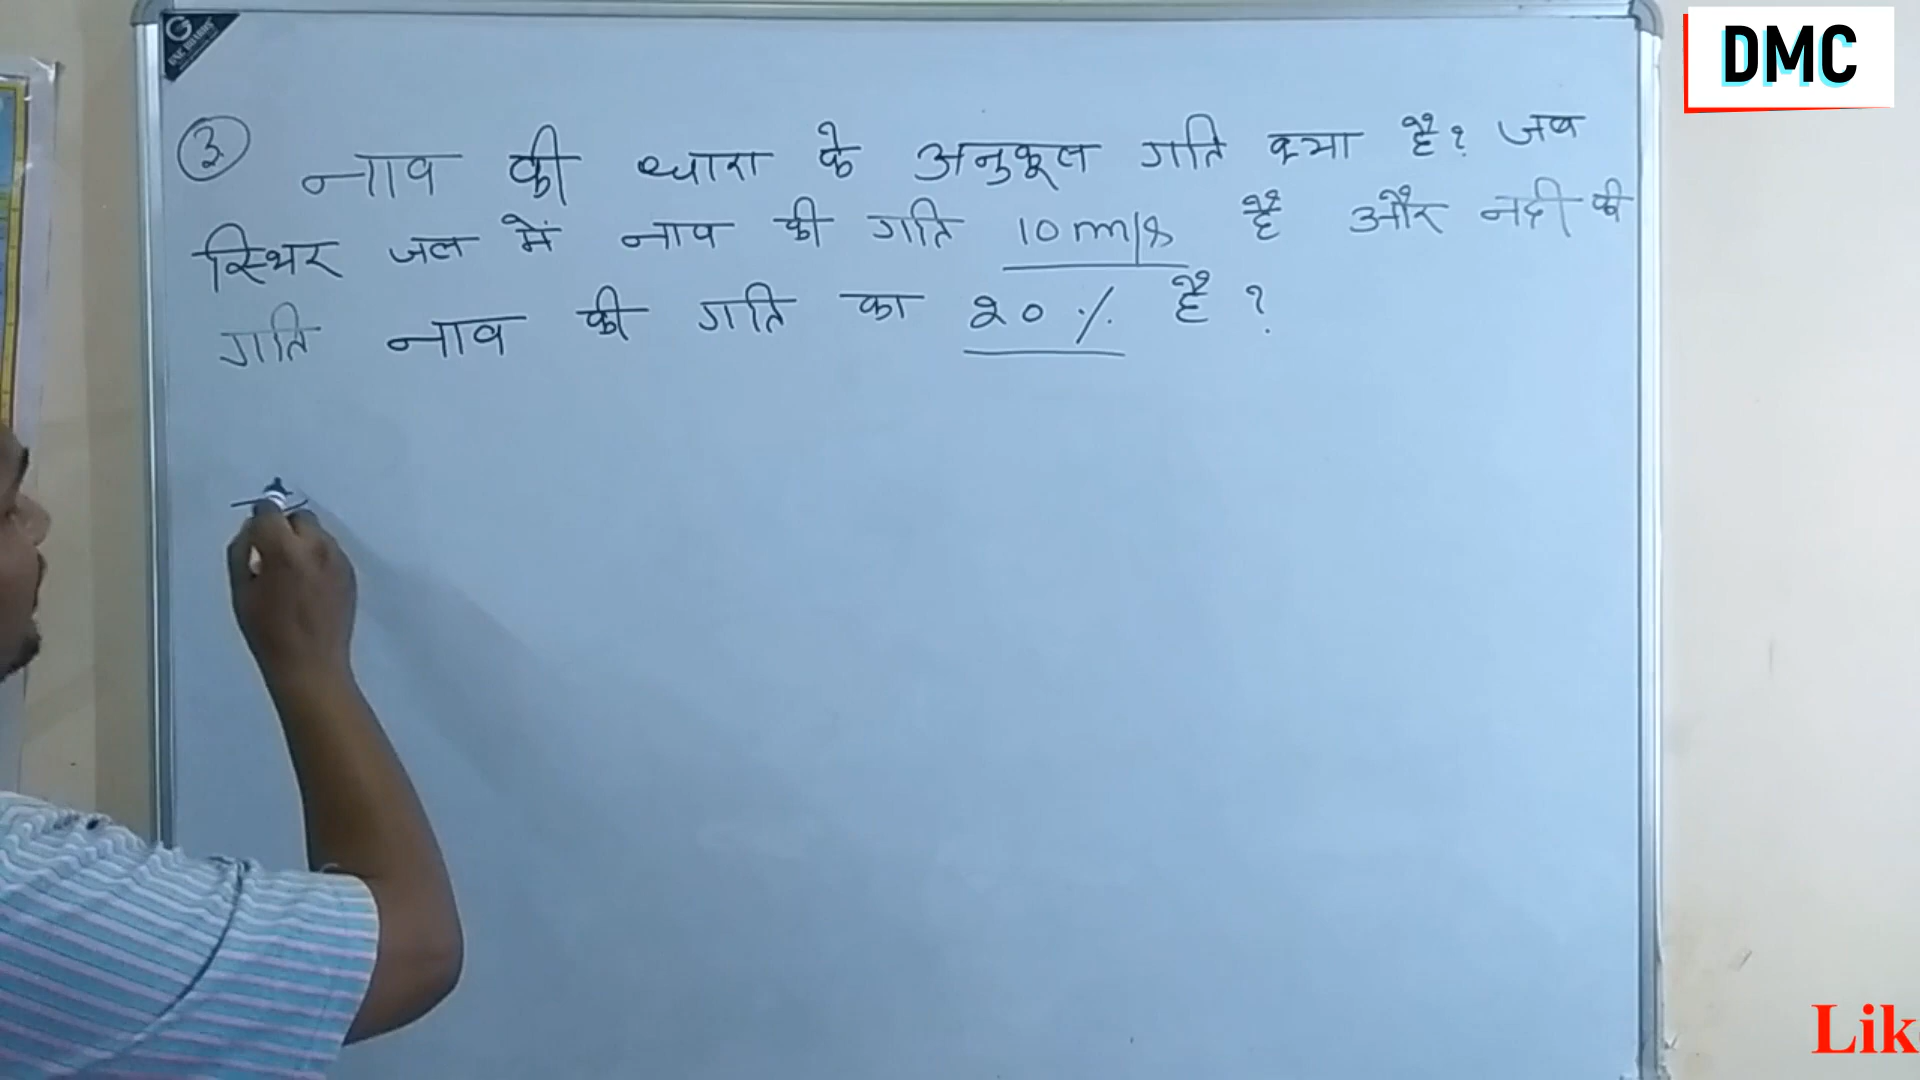 DMC
③ नाव की धारा के अनुकूल गति क्या है? जब
स्थिर जल में नाव की गति 10 m/s है और नदी की
गति नाव की गति का 20 % है ?
Lik